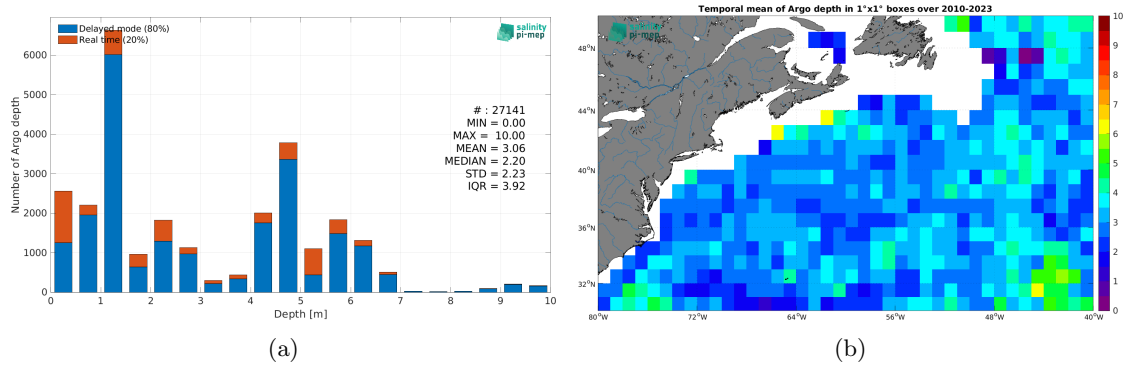 Delayed mode (80%)
Real time (20%)
salinity
pi-mep
# : 27141
MIN = 0.00
MAX = 10.00
MEAN = 3.06
MEDIAN = 2.20
STD = 2.23
IQR = 3.92
Number of Argo depth
6000
5000
4000
3000
2000
1000
0
0 1 2 3 4 5 6 7 8 9 10
Depth [m]
(a)
Temporal mean of Argo depth in 1°x1° boxes over 2010-2023
salinity
pi-mep
48°N
44°N
40°N
36°N
32°N
80°W 72°W 64°W 56°W 48°W 40°W
10
9
8
7
6
5
4
3
2
1
0
(b)